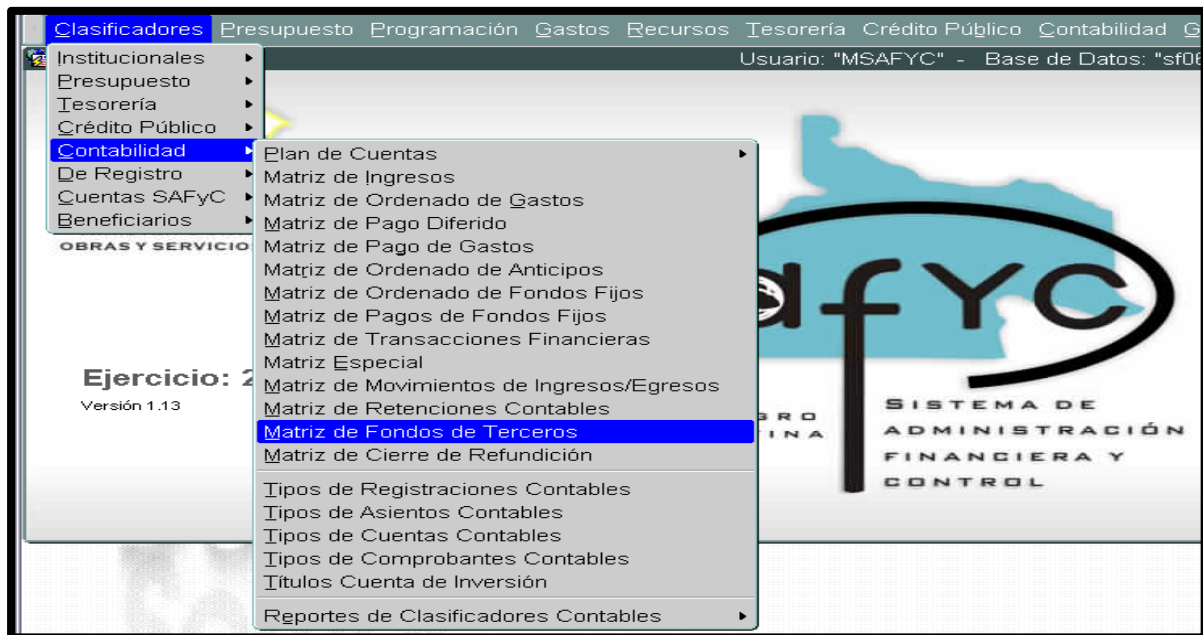 Clasificadores Presupuesto Programación Gastos Recursos Tesorería Crédito Público Contabilidad G
Usuario: "MSAFYC" - Base de Datos: "sf06
Institucionales
Presupuesto
Tesorería
Crédito Público
Contabilidad
De Registro
Cuentas SAFyC
Beneficiarios
OBRAS Y SERVICIO
Plan de Cuentas
Matriz de Ingresos
Matriz de Ordenado de Gastos
Matriz de Pago Diferido
Matriz de Pago de Gastos
Matriz de Ordenado de Anticipos
Matriz de Ordenado de Fondos Fijos
Matriz de Pagos de Fondos Fijos
Matriz de Transacciones Financieras
Matriz Especial
Matriz de Movimientos de Ingresos/Egresos
Matriz de Retenciones Contables
Matriz de Fondos de Terceros
Matriz de Cierre de Refundición
Tipos de Registraciones Contables
Tipos de Asientos Contables
Tipos de Cuentas Contables
Tipos de Comprobantes Contables
Títulos Cuenta de Inversión
Reportes de Clasificadores Contables
Ejercicio: 2
Versión 1.13
afYC
GRO
TINA
SISTEMA DE
ADMINISTRACIÓN
FINANCIERA Y
CONTROL